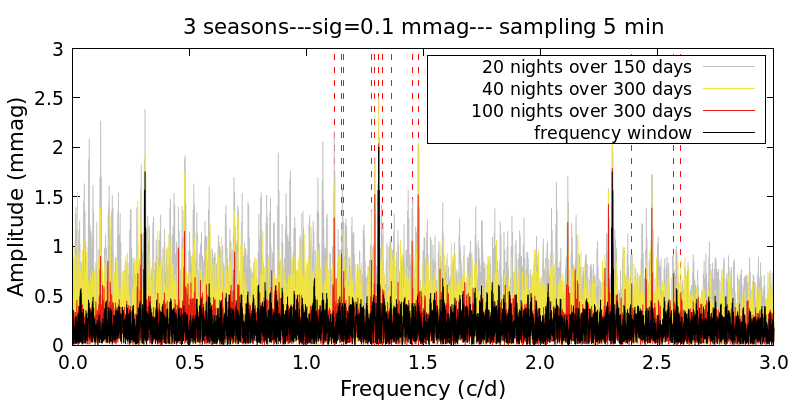 3 seasons---sig=0.1 mmag--- sampling 5 min
20 nights over 150 days
40 nights over 300 days
100 nights over 300 days
frequency window
Amplitude (mmag)
3
2.5
2
1.5
1
0.5
0
0.0 0.5 1.0 1.5 2.0 2.5 3.0
Frequency (c/d)